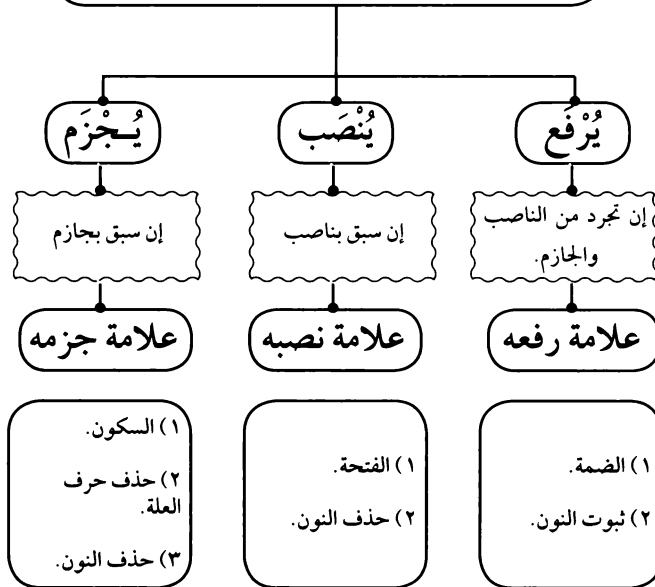 يُرْفَع
إن تجرد من الناصب
والجازم.
علامة رفعه
١) الضمة.
٢) ثبوت النون.
يُنْصَب
إن سبق بناصب
علامة نصبه
١) الفتحة.
٢) حذف النون.
يُـجْزَم
إن سبق بجازم
علامة جزمه
١) السكون.
٢) حذف حرف
العلة.
٣) حذف النون.